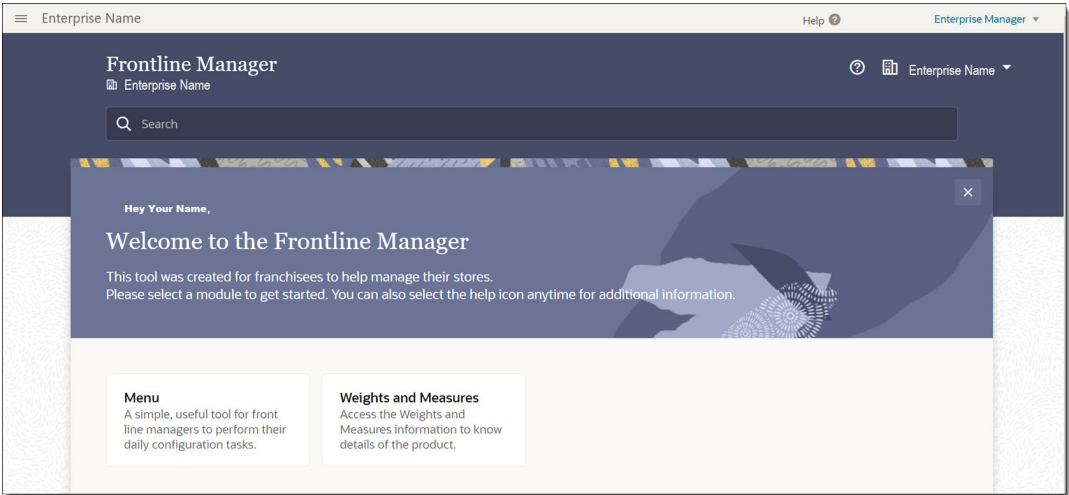 Enterprise Name
Help
Enterprise Manager
Frontline Manager
Enterprise Name
Enterprise Name
Search
Hey Your Name,
Welcome to the Frontline Manager
This tool was created for franchisees to help manage their stores.
Please select a module to get started. You can also select the help icon anytime for additional information.
Menu
A simple, useful tool for front
line managers to perform their
daily configuration tasks.
Weights and Measures
Access the Weights and
Measures information to know
details of the product.